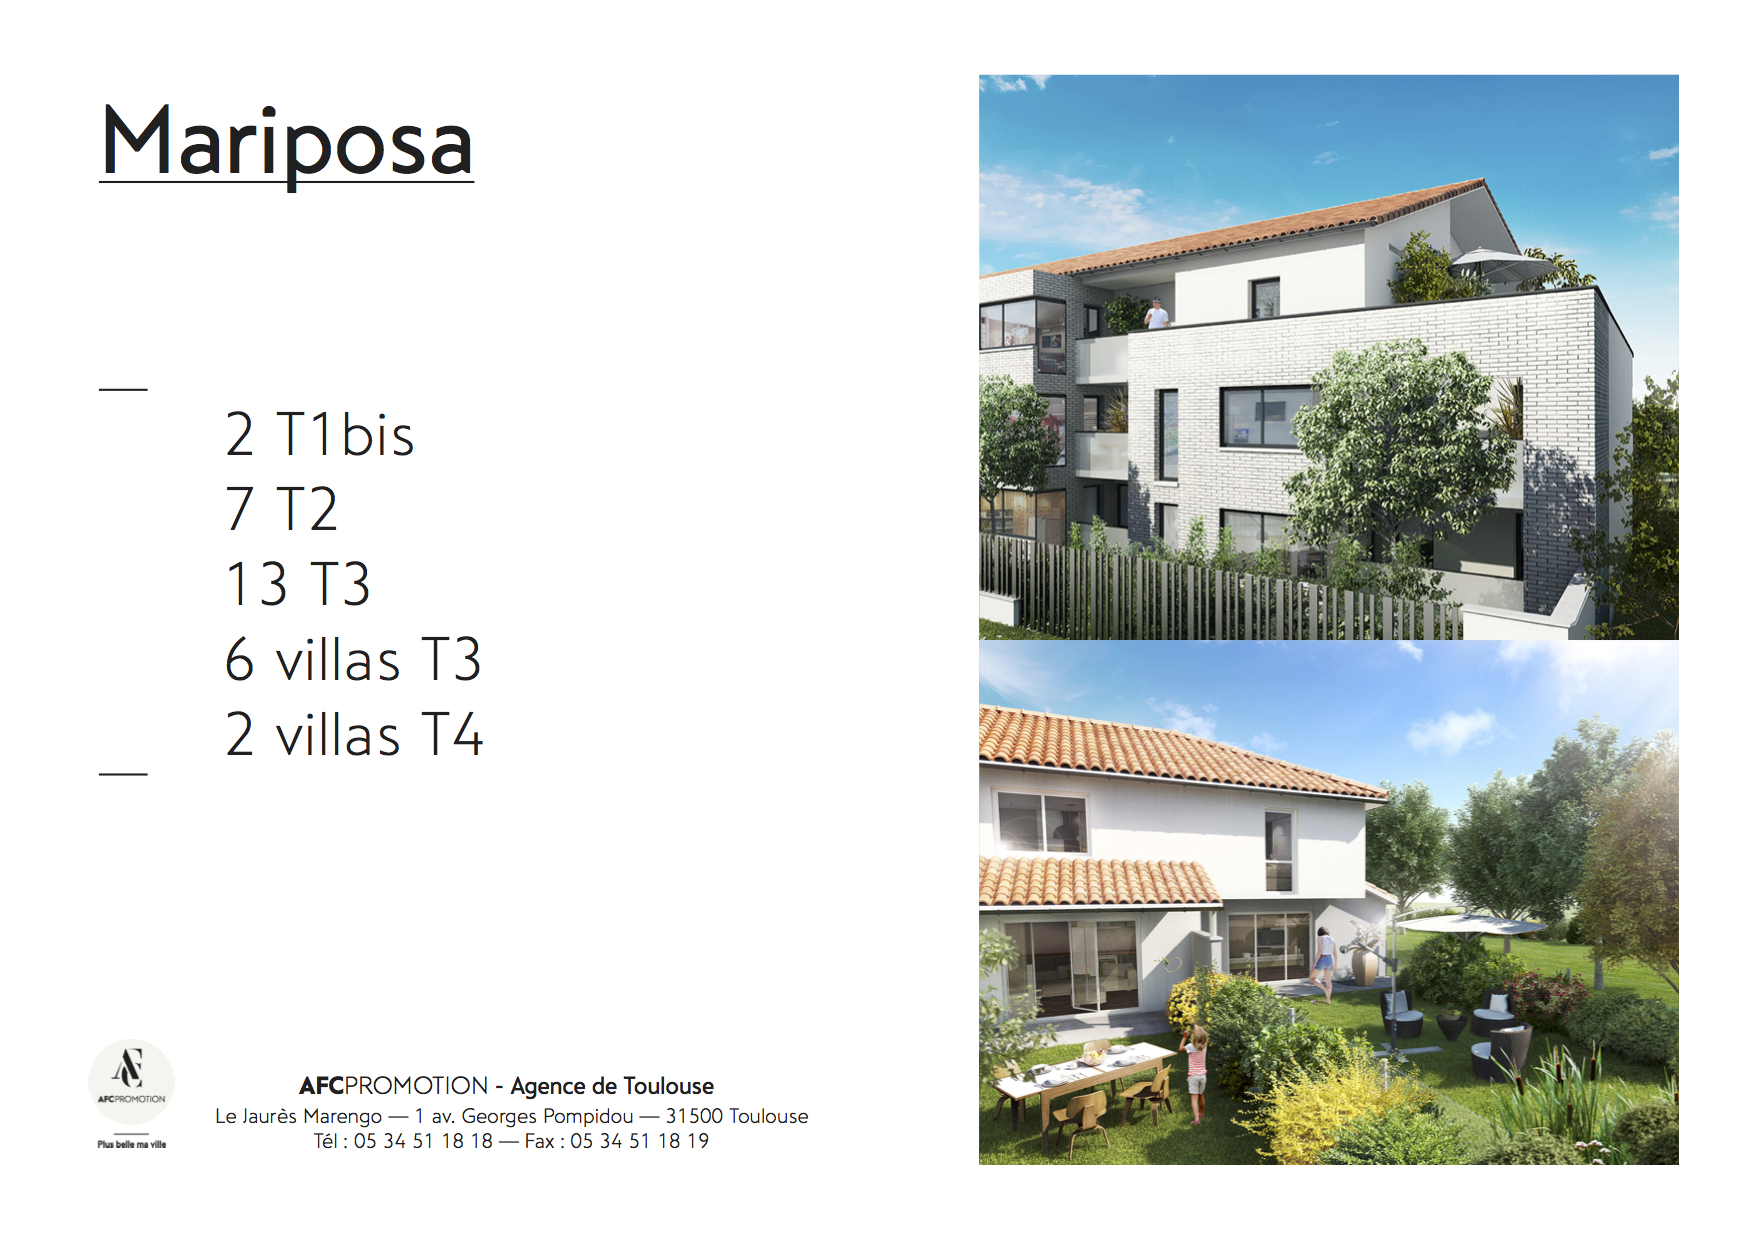 Mariposa
2 T1bis
7 T2
13 T3
6 villas T3
2 villas T4
AFCPROMOTION
Plus belle ma ville
AFCPROMOTION - Agence de Toulouse
Le Jaurès Marengo — 1 av. Georges Pompidou — 31500 Toulouse
Tél : 05 34 51 18 18 — Fax : 05 34 51 18 19